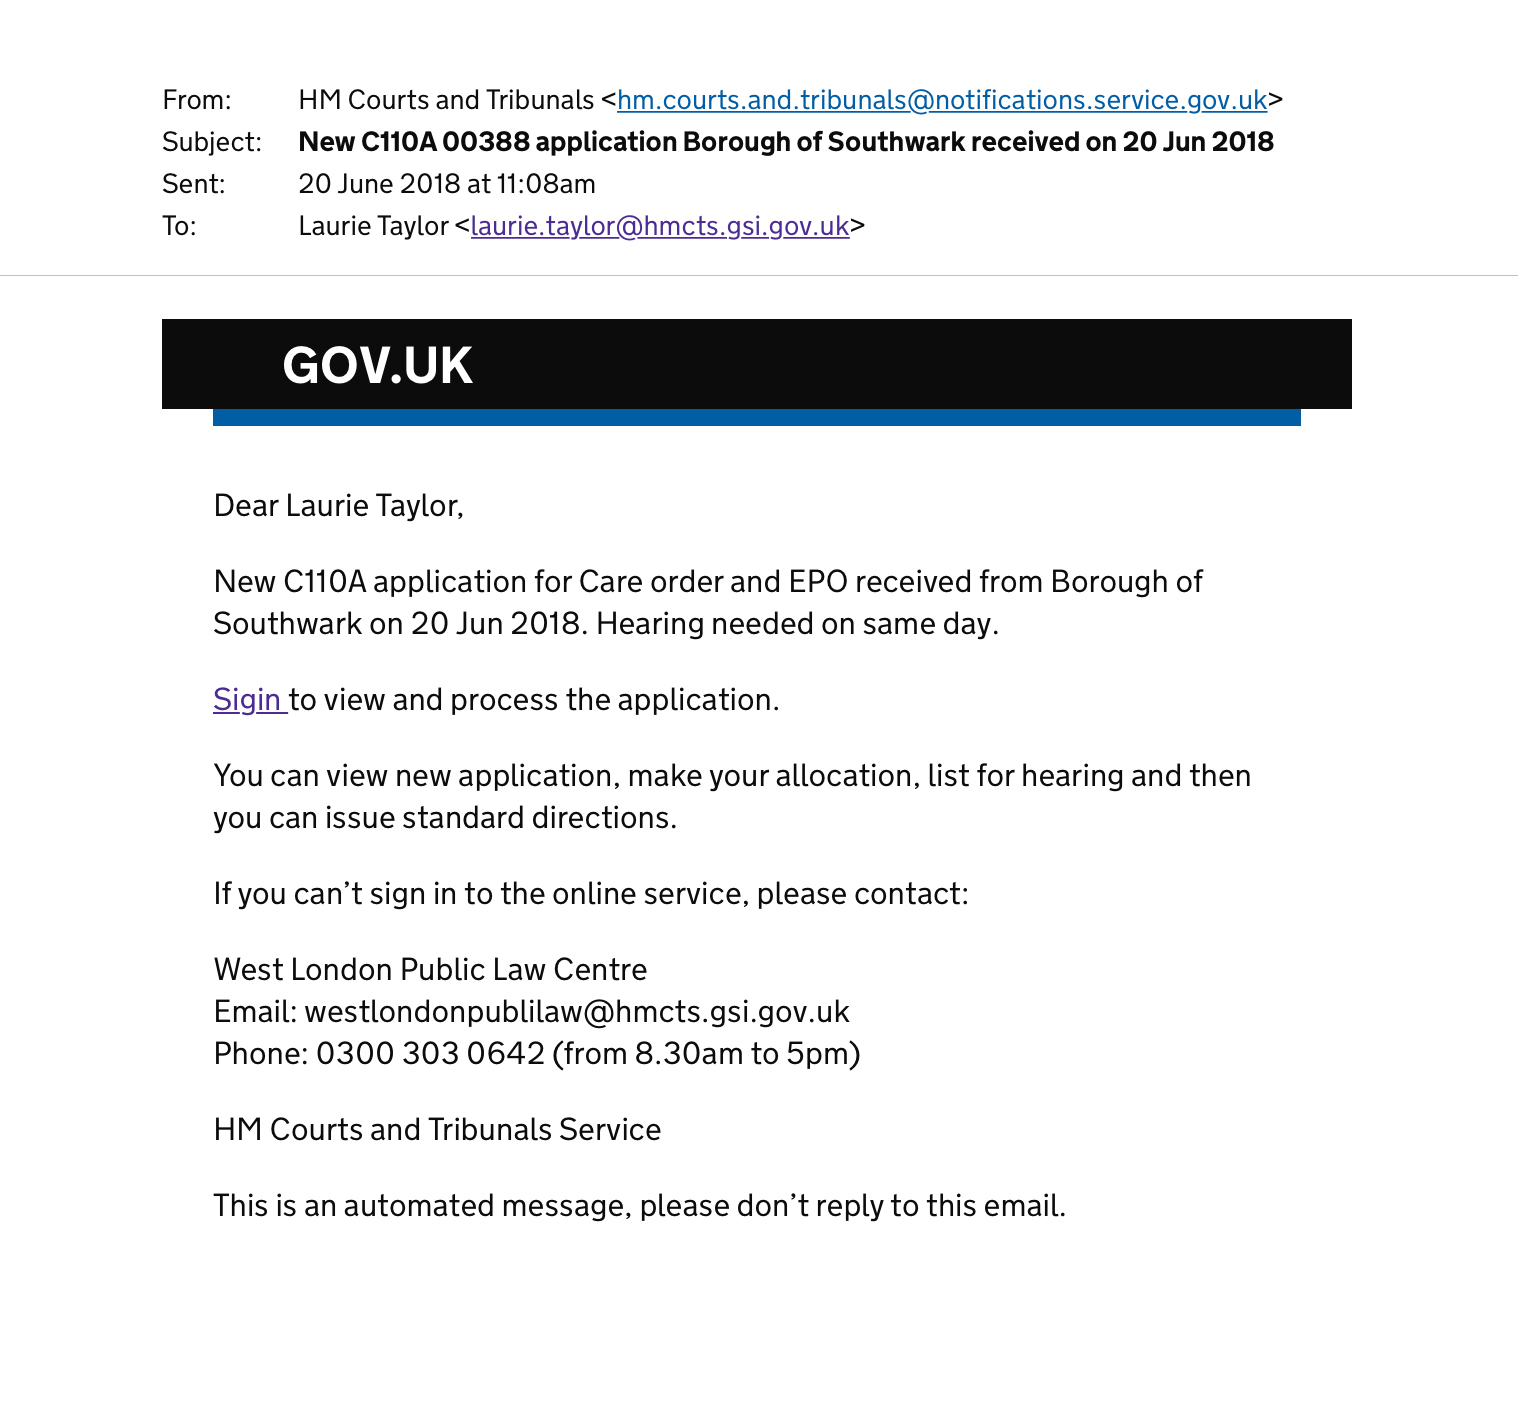 From: HM Courts and Tribunals <hm.courts.and.tribunals@notifications.service.gov.uk>
Subject: New C110A 00388 application Borough of Southwark received on 20 Jun 2018
Sent: 20 June 2018 at 11:08am
To: Laurie Taylor <laurie.taylor@hmcts.gsi.gov.uk>
GOV.UK
Dear Laurie Taylor,
New C110A application for Care order and EPO received from Borough of
Southwark on 20 Jun 2018. Hearing needed on same day.
Sigin to view and process the application.
You can view new application, make your allocation, list for hearing and then
you can issue standard directions.
If you can’t sign in to the online service, please contact:
West London Public Law Centre
Email: westlondonpublilaw@hmcts.gsi.gov.uk
Phone: 0300 303 0642 (from 8.30am to 5pm)
HM Courts and Tribunals Service
This is an automated message, please don’t reply to this email.